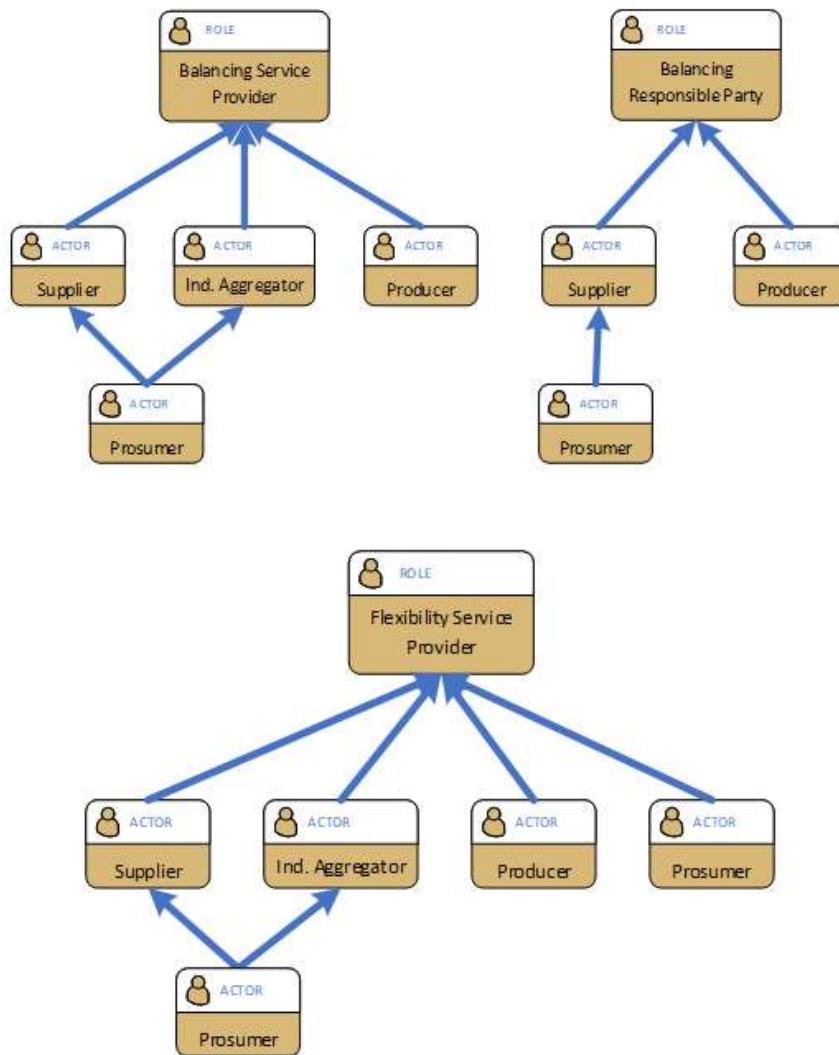 ROLE
Balancing Service
Provider
ROLE
Balancing
Responsible Party
ACTOR
Supplier
ACTOR
Ind. Aggregator
ACTOR
Producer
ACTOR
Supplier
ACTOR
Producer
ACTOR
Prosumer
ACTOR
Prosumer
ROLE
Flexibility Service
Provider
ACTOR
Supplier
ACTOR
Ind. Aggregator
ACTOR
Producer
ACTOR
Prosumer
ACTOR
Prosumer